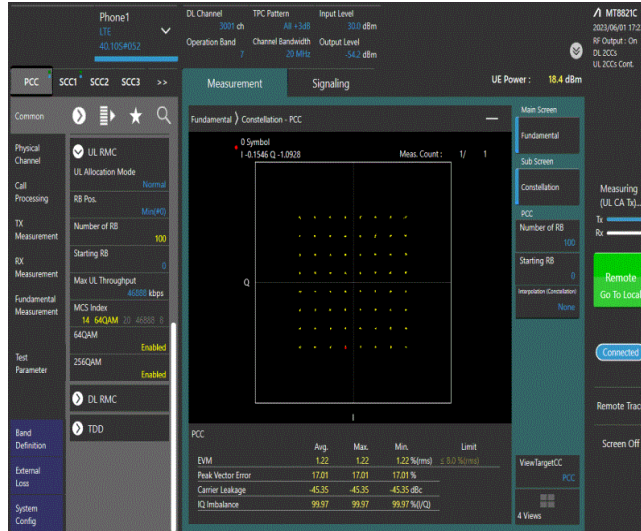 Phone1
LTE
40.10S#052
DL Channel
3001 ch
TPC Pattern
All +3dB
Input Level
30.0 dBm
Operation Band
7
Channel Bandwidth
20 MHz
Output Level
-54.2 dBm
MT8821C
2023/06/01 17:2
RF Output : On
DL 2CCs
UL 2CCs Cont.
PCC
SCC1
SCC2
SCC3
>>
Measurement
Signaling
UE Power : 18.4 dBm
Common
Physical
Channel
Call
Processing
TX
Measurement
RX
Measurement
Fundamental
Measurement
Test
Parameter
Band
Definition
External
Loss
System
Config
UL RMC
UL Allocation Mode
Normal
RB Pos.
Min(#0)
Number of RB
100
Starting RB
0
Max UL Throughput
46888 kbps
MCS Index
14 64QAM 20 46888 8
64QAM
Enabled
256QAM
Enabled
DL RMC
TDD
Fundamental
Constellation - PCC
0 Symbol
I -0.1546 Q -1.0928
Meas. Count : 1/ 1
Q
I
PCC
Avg. Max. Min. Limit
EVM 1.22 1.22 1.22 %(rms) ≤ 8.0 %(rms)
Peak Vector Error 17.01 17.01 17.01 %
Carrier Leakage -45.35 -45.35 -45.35 dBc
IQ Imbalance 99.97 99.97 99.97 %(I/Q)
Main Screen
Fundamental
Sub Screen
Constellation
PCC
Number of RB
100
Starting RB
0
Interpolation (Constellation)
None
ViewTargetCC
PCC
4 Views
Measuring
(UL CA Tx)...
Tx
Rx
Remote
Go To Local
Connected
Remote Trac
Screen Off